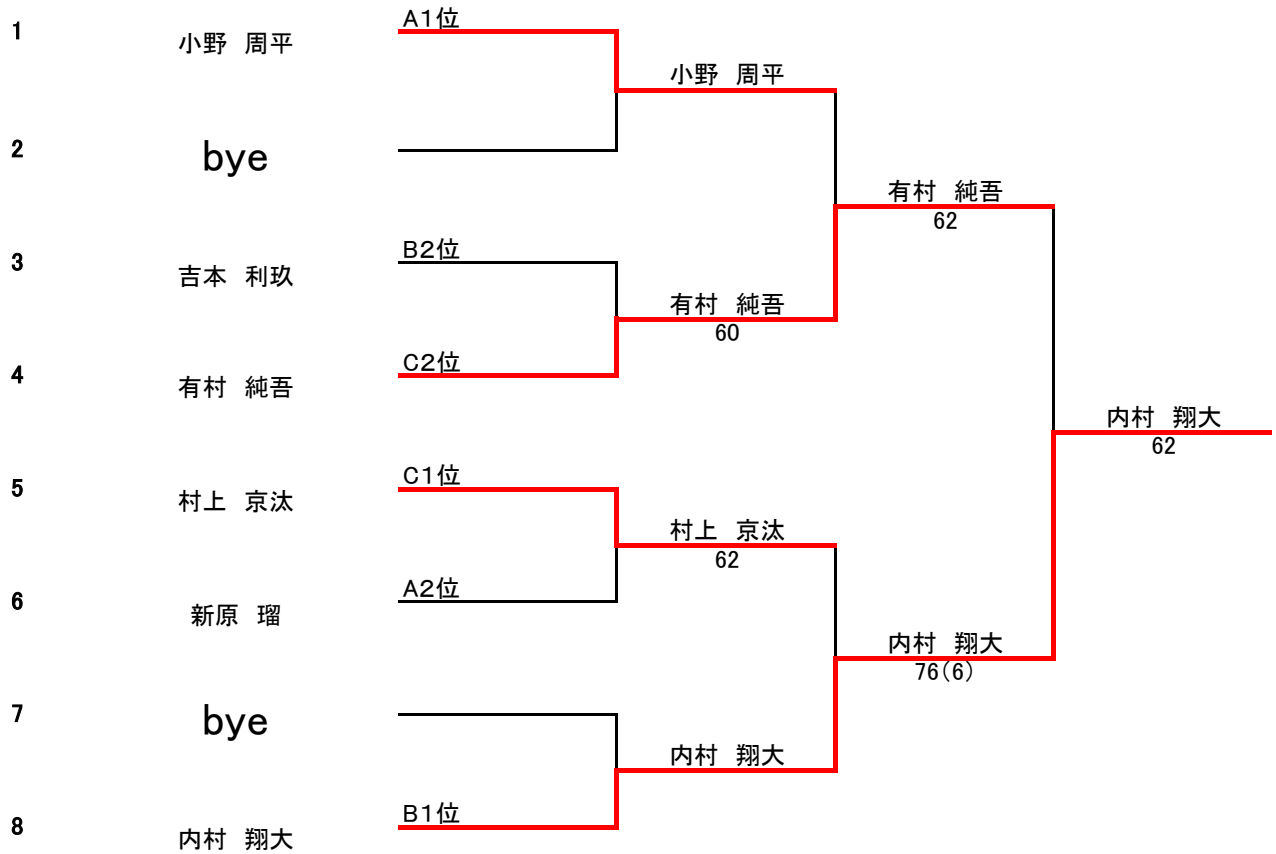 1 小野 周平 A1位
小野 周平
2 bye
有村 純吾
62
3 吉本 利玖 B2位
有村 純吾
60
4 有村 純吾 C2位
内村 翔大
62
5 村上 京汰 C1位
村上 京汰
62
6 新原 瑠 A2位
内村 翔大
76(6)
7 bye
内村 翔大
8 内村 翔大 B1位